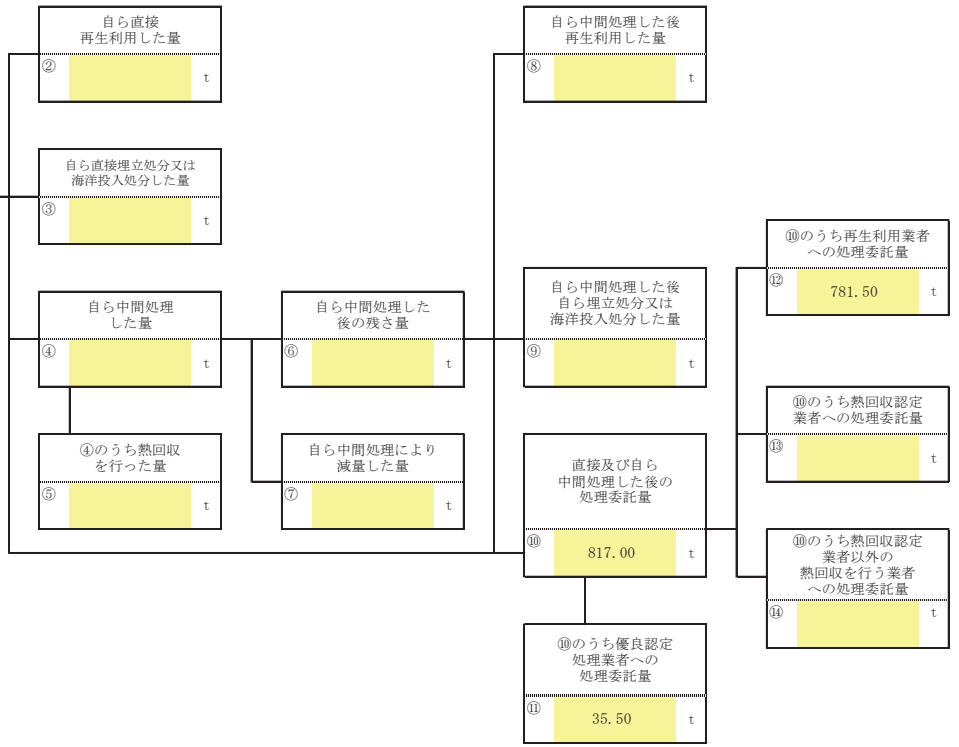 自ら直接
再生利用した量
②
t
自ら直接埋立処分又は
海洋投入処分した量
③
t
自ら中間処理
した量
④
t
④のうち熱回収
を行った量
⑤
t
自ら中間処理した
後の残さ量
⑥
t
自ら中間処理により
減量した量
⑦
t
自ら中間処理した後
再生利用した量
⑧
t
自ら中間処理した後
自ら埋立処分又は
海洋投入処分した量
⑨
t
直接及び自ら
中間処理した後の
処理委託量
⑩ 817.00 t
⑩のうち優良認定
処理業者への
処理委託量
⑪ 35.50 t
⑩のうち再生利用業者
への処理委託量
⑫ 781.50 t
⑩のうち熱回収認定
業者への処理委託量
⑬
t
⑩のうち熱回収認定
業者以外の
熱回収を行う業者
への処理委託量
⑭
t